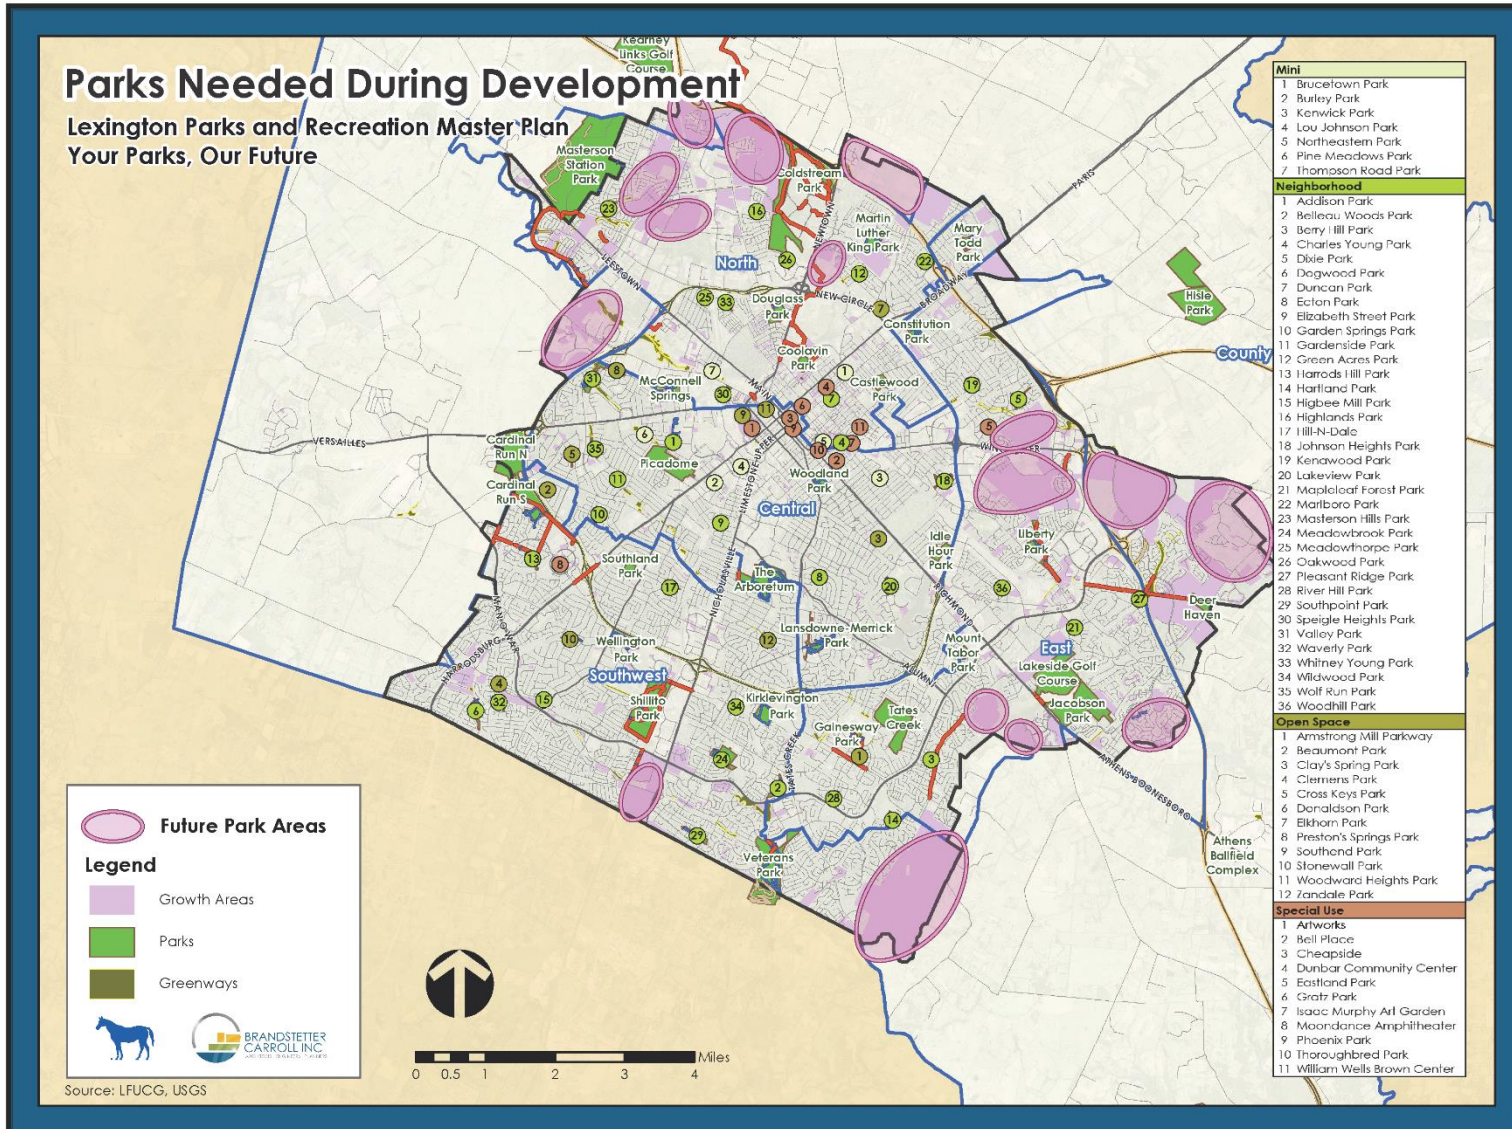 Parks Needed During Development
Lexington Parks and Recreation Master Plan
Your Parks, Our Future
Kearney
Links Golf
Course
Masterson
Station
Park
Coldstream
Park
NEWTOWN
PARIS
Martin
Luther
King Park
Mary
Todd
Park
North
LEESTOWN
Douglass
Park
NEW CIRCLE
BROADWAY
Constitution
Park
Hisle
Park
County
Coolavin
Park
McConnell
Springs
MAIN
Castlewood
Park
VERSAILLES
Cardinal
Run N
Cardinal
Run S
Picadome
LIMESTONE-UPPER
Woodland
Park
Central
Idle
Hour
Park
Liberty
Park
Southland
Park
The
Arboretum
NICHOLASVILLE
RICHMOND
Deer
Haven
MAN O WAR
HARRODSBURG
Wellington
Park
Lansdowne-Merrick
Park
Mount
Tabor
Park
East
ALUMNI
Lakeside Golf
Course
Jacobson
Park
Southwest
Shillito
Park
Kirklevington
Park
Gainesway
Park
Tates
Creek
TATES CREEK
ATHENS BOONESBORO
Veterans
Park
Athens
Ballfield
Complex
Mini
1 Brucetown Park
2 Burley Park
3 Kenwick Park
4 Lou Johnson Park
5 Northeastern Park
6 Pine Meadows Park
7 Thompson Road Park
Neighborhood
1 Addison Park
2 Belleau Woods Park
3 Berry Hill Park
4 Charles Young Park
5 Dixie Park
6 Dogwood Park
7 Duncan Park
8 Ecton Park
9 Elizabeth Street Park
10 Garden Springs Park
11 Gardenside Park
12 Green Acres Park
13 Harrods Hill Park
14 Hartland Park
15 Higbee Mill Park
16 Highlands Park
17 Hill-N-Dale
18 Johnson Heights Park
19 Kenawood Park
20 Lakeview Park
21 Mapleleaf Forest Park
22 Marlboro Park
23 Masterson Hills Park
24 Meadowbrook Park
25 Meadowthorpe Park
26 Oakwood Park
27 Pleasant Ridge Park
28 River Hill Park
29 Southpoint Park
30 Speigle Heights Park
31 Valley Park
32 Waverly Park
33 Whitney Young Park
34 Wildwood Park
35 Wolf Run Park
36 Woodhill Park
Open Space
1 Armstrong Mill Parkway
2 Beaumont Park
3 Clay's Spring Park
4 Clemens Park
5 Cross Keys Park
6 Donaldson Park
7 Elkhorn Park
8 Preston's Springs Park
9 Southend Park
10 Stonewall Park
11 Woodward Heights Park
12 Zandale Park
Special Use
1 Artworks
2 Bell Place
3 Cheapside
4 Dunbar Community Center
5 Eastland Park
6 Gratz Park
7 Isaac Murphy Art Garden
8 Moondance Amphitheater
9 Phoenix Park
10 Thoroughbred Park
11 William Wells Brown Center
Future Park Areas
Legend
Growth Areas
Parks
Greenways
BRANDSTETTER
CARROLL INC
Source: LFUCG, USGS
0 0.5 1 2 3 4
Miles